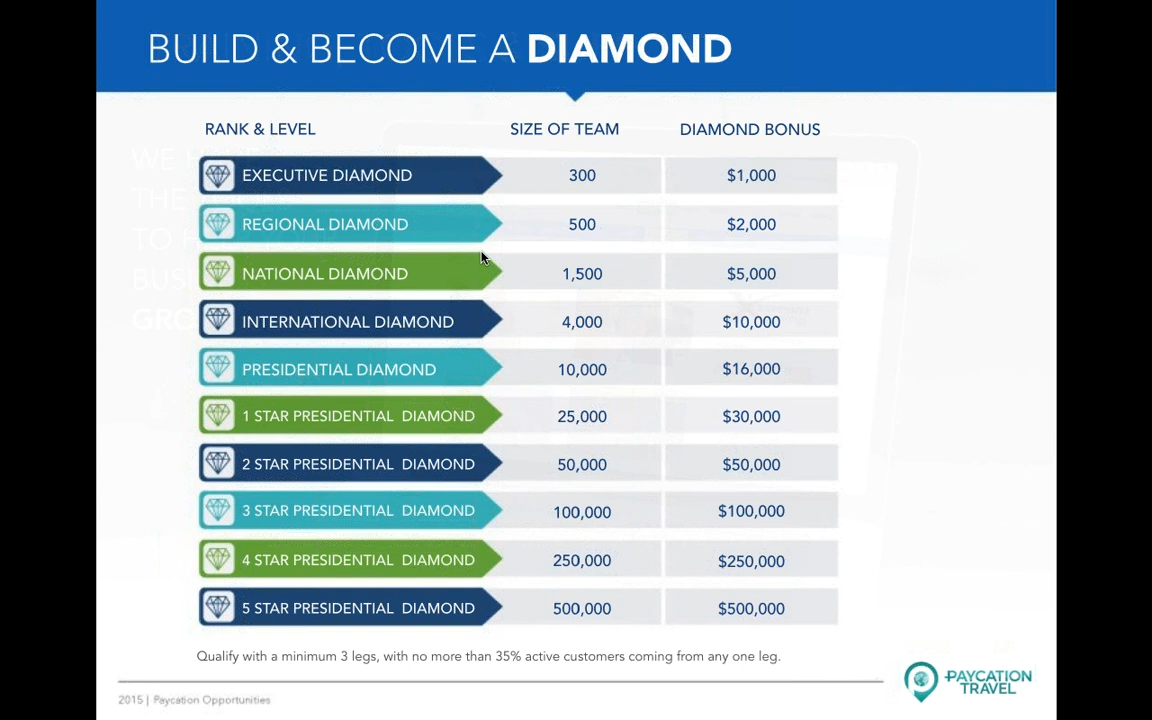 BUILD & BECOME A DIAMOND
RANK & LEVEL SIZE OF TEAM DIAMOND BONUS
EXECUTIVE DIAMOND 300 $1,000
REGIONAL DIAMOND 500 $2,000
NATIONAL DIAMOND 1,500 $5,000
INTERNATIONAL DIAMOND 4,000 $10,000
PRESIDENTIAL DIAMOND 10,000 $16,000
1 STAR PRESIDENTIAL DIAMOND 25,000 $30,000
2 STAR PRESIDENTIAL DIAMOND 50,000 $50,000
3 STAR PRESIDENTIAL DIAMOND 100,000 $100,000
4 STAR PRESIDENTIAL DIAMOND 250,000 $250,000
5 STAR PRESIDENTIAL DIAMOND 500,000 $500,000
Qualify with a minimum 3 legs, with no more than 35% active customers coming from any one leg.
2015 | Paycation Opportunities
PAYCATION
TRAVEL